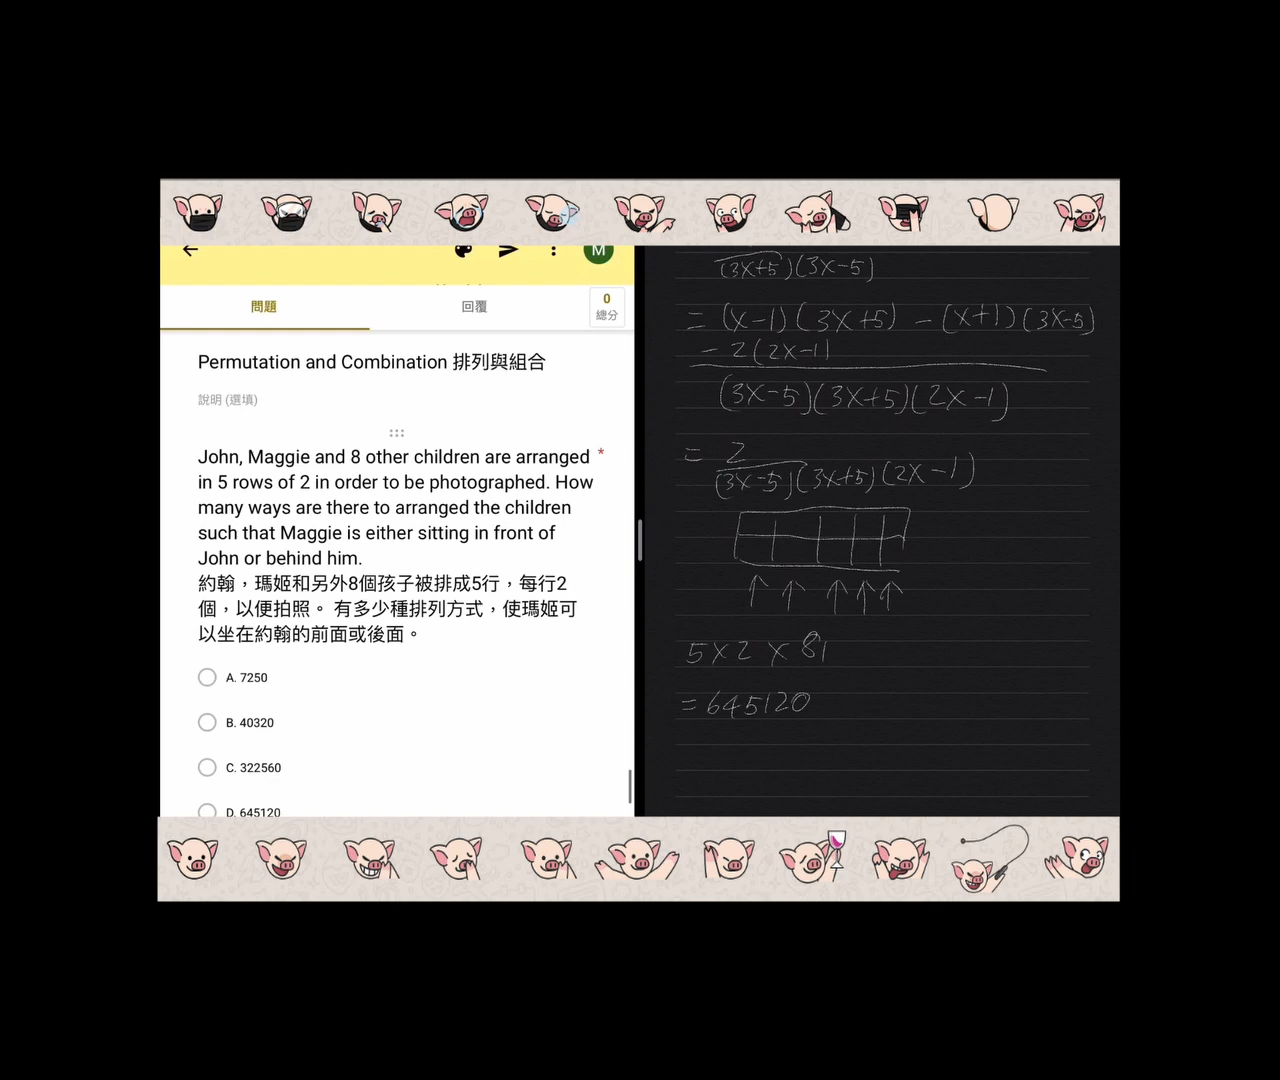 M
問題
回覆
0
總分
Permutation and Combination 排列與組合
說明 (選填)
John, Maggie and 8 other children are arranged *
in 5 rows of 2 in order to be photographed. How
many ways are there to arranged the children
such that Maggie is either sitting in front of
John or behind him.
約翰，瑪姬和另外8個孩子被排成5行，每行2
個，以便拍照。 有多少種排列方式，使瑪姬可
以坐在約翰的前面或後面。
A. 7250
B. 40320
C. 322560
D. 645120
(3x+5)(3x-5)
= (x-1)(3x+5) - (x+1)(3x-5)
- 2(2x-1)
(3x-5)(3x+5)(2x-1)
= 2
(3x-5)(3x+5)(2x-1)
5 x 2 x 8!
= 645120